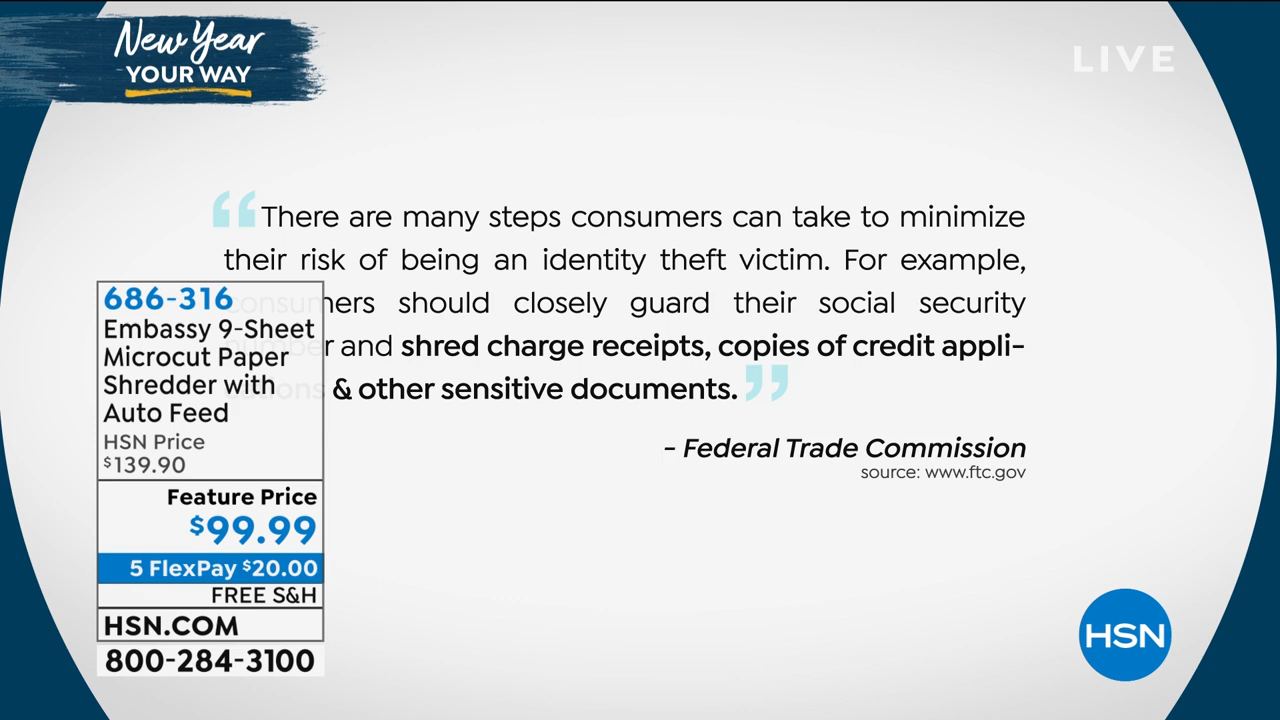 New Year
YOUR WAY
LIVE
“There are many steps consumers can take to minimize
their risk of being an identity theft victim. For example,
consumers should closely guard their social security
number and shred charge receipts, copies of credit appli-
cations & other sensitive documents.”
- Federal Trade Commission
source: www.ftc.gov
686-316
Embassy 9-Sheet
Microcut Paper
Shredder with
Auto Feed
HSN Price
$139.90
Feature Price
$99.99
5 FlexPay $20.00
FREE S&H
HSN.COM
800-284-3100
HSN